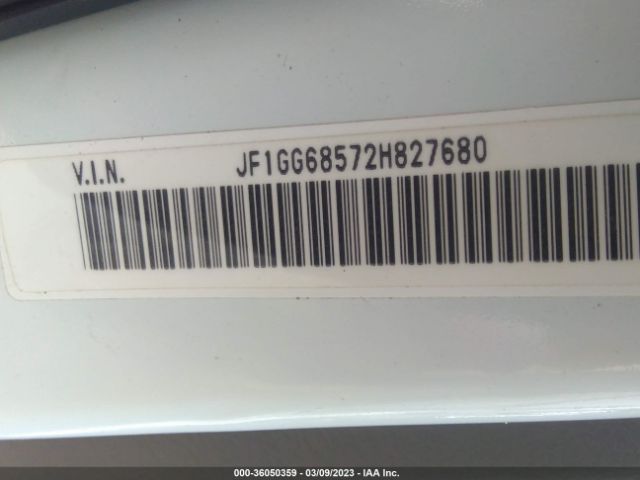 V.I.N. JF1GG68572H827680
000-36050359 | 03/09/2023 | IAA Inc.